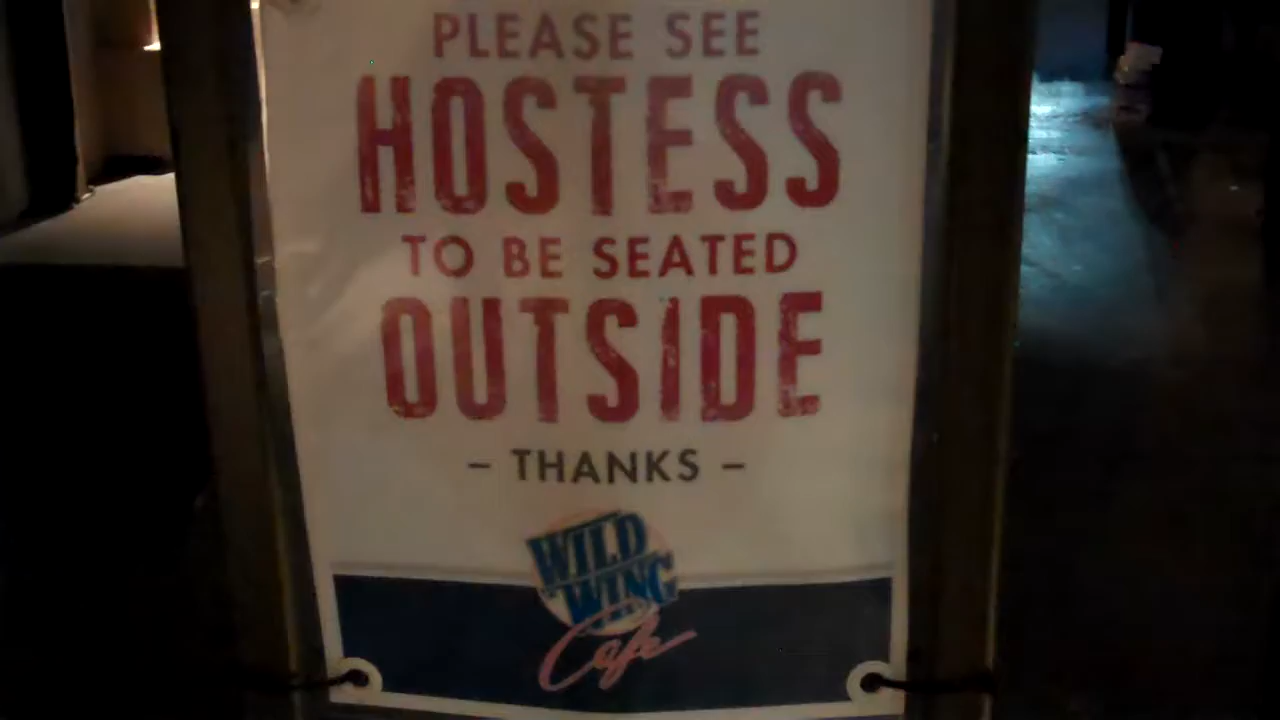 PLEASE SEE
HOSTESS
TO BE SEATED
OUTSIDE
– THANKS –
WILD
WING
Cafe